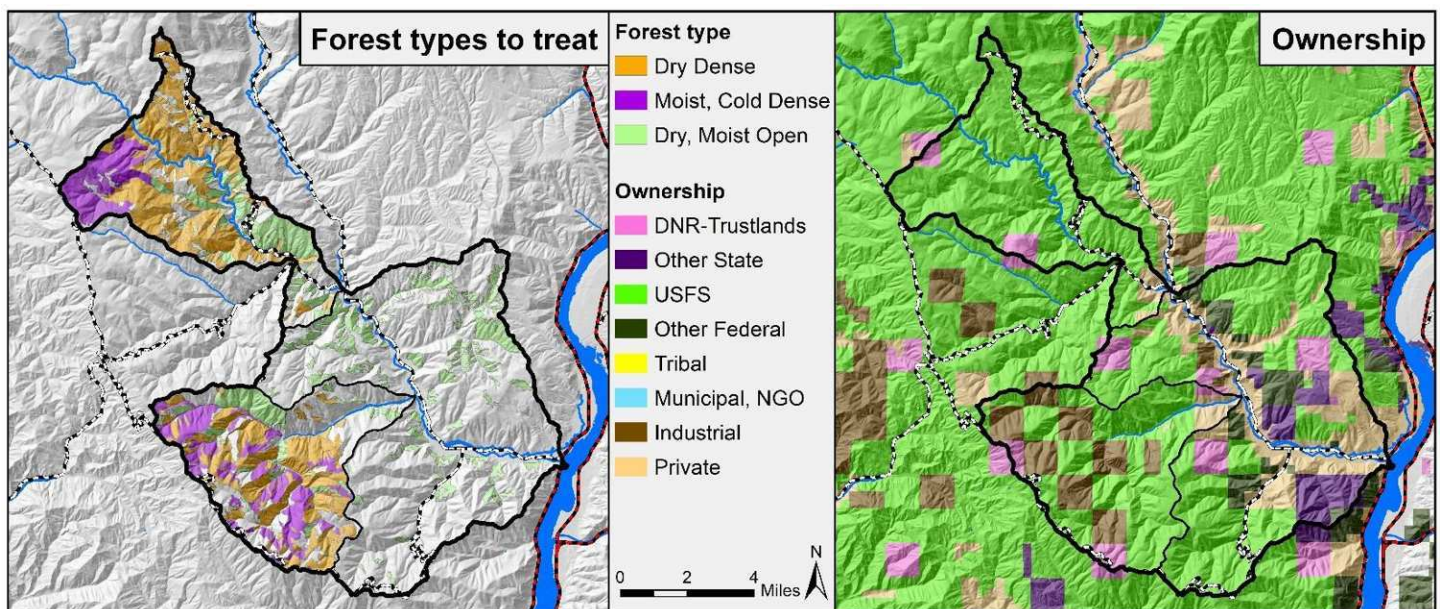 Forest types to treat
Forest type
Dry Dense
Moist, Cold Dense
Dry, Moist Open
Ownership
DNR-Trustlands
Other State
USFS
Other Federal
Tribal
Municipal, NGO
Industrial
Private
N
0 2 4
Miles
Ownership